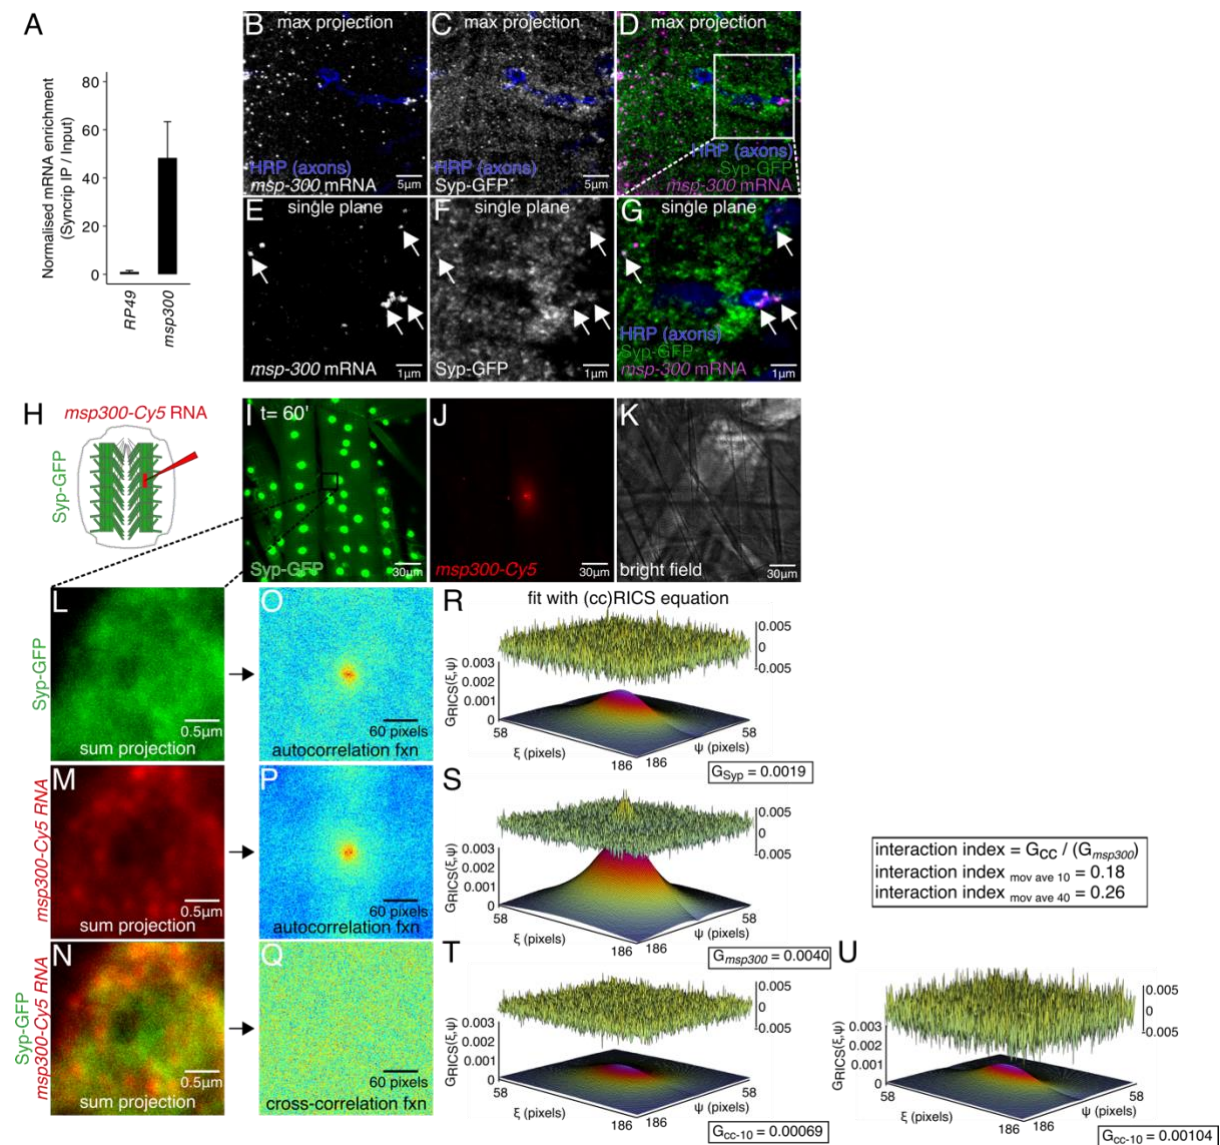 A
Normalised mRNA enrichment
(Syncrip IP / Input)
80
60
40
20
0
RP49
msp300
B
max projection
HRP (axons)
msp-300 mRNA
5µm
C
max projection
HRP (axons)
Syp-GFP
5µm
D
max projection
HRP (axons)
Syp-GFP
msp-300 mRNA
E
single plane
msp-300 mRNA
1µm
F
single plane
Syp-GFP
1µm
G
single plane
HRP (axons)
Syp-GFP
msp-300 mRNA
1µm
H
msp300-Cy5 RNA
Syp-GFP
I
t= 60'
Syp-GFP
30µm
J
msp300-Cy5
30µm
K
bright field
30µm
L
Syp-GFP
0.5µm
sum projection
O
60 pixels
autocorrelation fxn
R
fit with (cc)RICS equation
0.005
0
-0.005
GRICS(ξ,ψ)
0.003
0.002
0.001
0
58
ξ (pixels)
186
186
ψ (pixels)
58
GSyp = 0.0019
M
msp300-Cy5 RNA
0.5µm
sum projection
P
60 pixels
autocorrelation fxn
S
0.005
0
-0.005
GRICS(ξ,ψ)
0.003
0.002
0.001
0
58
ξ (pixels)
186
186
ψ (pixels)
58
Gmsp300 = 0.0040
interaction index = GCC / (Gmsp300)
interaction index mov ave 10 = 0.18
interaction index mov ave 40 = 0.26
N
Syp-GFP
msp300-Cy5 RNA
0.5µm
sum projection
Q
60 pixels
cross-correlation fxn
T
0.005
0
-0.005
GRICS(ξ,ψ)
0.003
0.002
0.001
0
58
ξ (pixels)
186
186
ψ (pixels)
58
Gcc-10 = 0.00069
U
0.005
0
-0.005
GRICS(ξ,ψ)
0.003
0.002
0.001
0
58
ξ (pixels)
186
186
ψ (pixels)
58
Gcc-10 = 0.00104